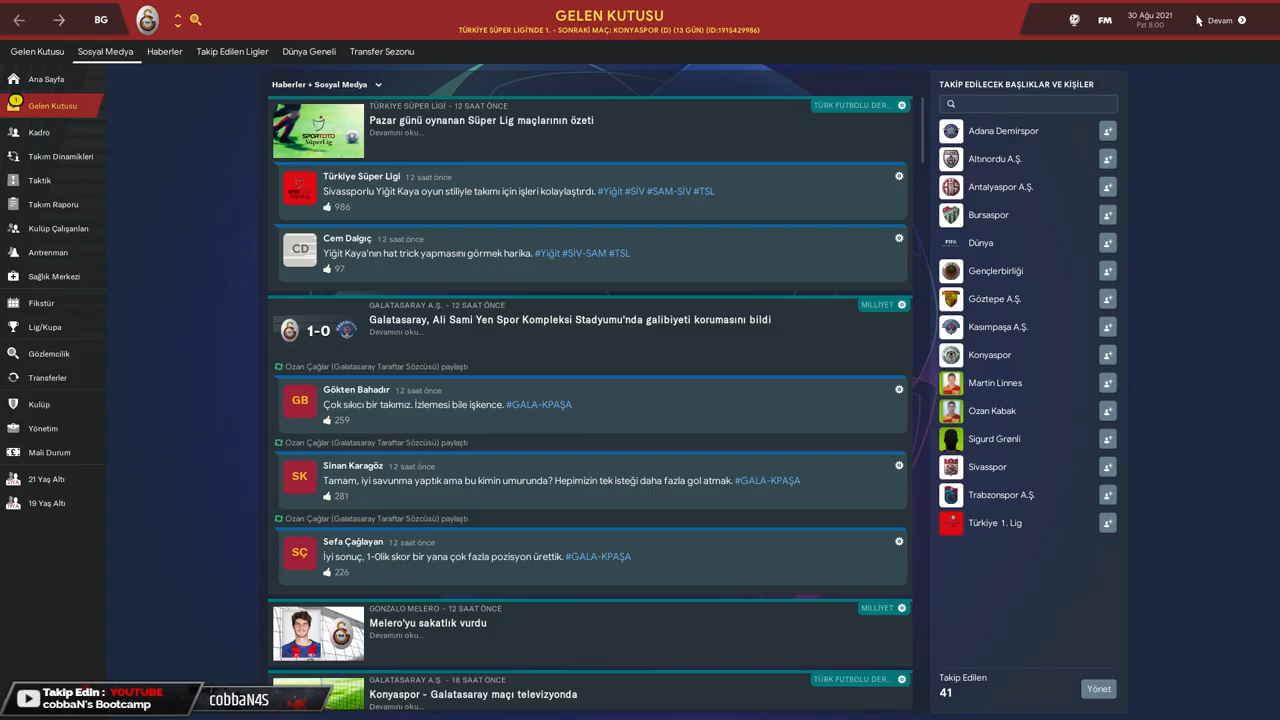 BG
GELEN KUTUSU
TÜRKİYE SÜPER LİGİ'NDE 1. - SONRAKİ MAÇ: KONYASPOR (D) (13 GÜN) (ID:1915429986)
FM
30 Ağu 2021
Pzt 8:00
Devam
Gelen Kutusu
Sosyal Medya
Haberler
Takip Edilen Ligler
Dünya Geneli
Transfer Sezonu
Ana Sayfa
1
Gelen Kutusu
Kadro
Takım Dinamikleri
Taktik
Takım Raporu
Kulüp Çalışanları
Antrenman
Sağlık Merkezi
Fikstür
Lig/Kupa
Gözlemcilik
Transferler
Kulüp
Yönetim
Mali Durum
21 Yaş Altı
19 Yaş Altı
Haberler + Sosyal Medya
TÜRKİYE SÜPER LİGİ - 12 SAAT ÖNCE
TÜRK FUTBOLU DER...
Pazar günü oynanan Süper Lig maçlarının özeti
Devamını oku...
SPORTOTO
SüperLig
Türkiye Süper Ligi 12 saat önce
Sivassporlu Yiğit Kaya oyun stiliyle takımı için işleri kolaylaştırdı. #Yiğit #SİV #SAM-SİV #TSL
986
CD
Cem Dalgıç 12 saat önce
Yiğit Kaya'nın hat trick yapmasını görmek harika. #Yiğit #SİV-SAM #TSL
97
GALATASARAY A.Ş. - 12 SAAT ÖNCE
MİLLİYET
Galatasaray, Ali Sami Yen Spor Kompleksi Stadyumu'nda galibiyeti korumasını bildi
1-0
Devamını oku...
Ozan Çağlar (Galatasaray Taraftar Sözcüsü) paylaştı
GB
Gökten Bahadır 12 saat önce
Çok sıkıcı bir takımız. İzlemesi bile işkence. #GALA-KPAŞA
259
Ozan Çağlar (Galatasaray Taraftar Sözcüsü) paylaştı
SK
Sinan Karagöz 12 saat önce
Tamam, iyi savunma yaptık ama bu kimin umurunda? Hepimizin tek isteği daha fazla gol atmak. #GALA-KPAŞA
281
Ozan Çağlar (Galatasaray Taraftar Sözcüsü) paylaştı
SÇ
Sefa Çağlayan 12 saat önce
İyi sonuç, 1-0lık skor bir yana çok fazla pozisyon ürettik. #GALA-KPAŞA
226
GONZALO MELERO - 12 SAAT ÖNCE
MİLLİYET
Melero'yu sakatlık vurdu
Devamını oku...
GALATASARAY A.Ş. - 18 SAAT ÖNCE
TÜRK FUTBOLU DER...
Konyaspor - Galatasaray maçı televizyonda
Devamını oku...
TAKİP EDİLECEK BAŞLIKLAR VE KİŞİLER
Adana Demirspor
Altınordu A.Ş.
Antalyaspor A.Ş.
Bursaspor
FIFA
Dünya
Gençlerbirliği
Göztepe A.Ş.
Kasımpaşa A.Ş.
Konyaspor
Martin Linnes
Ozan Kabak
Sigurd Grønli
Sivasspor
Trabzonspor A.Ş.
Türkiye 1. Lig
Takip Edilen
41
Yönet
Takip Edin : YOUTUBE
cobbaN's Bootcamp
cobbaN4S